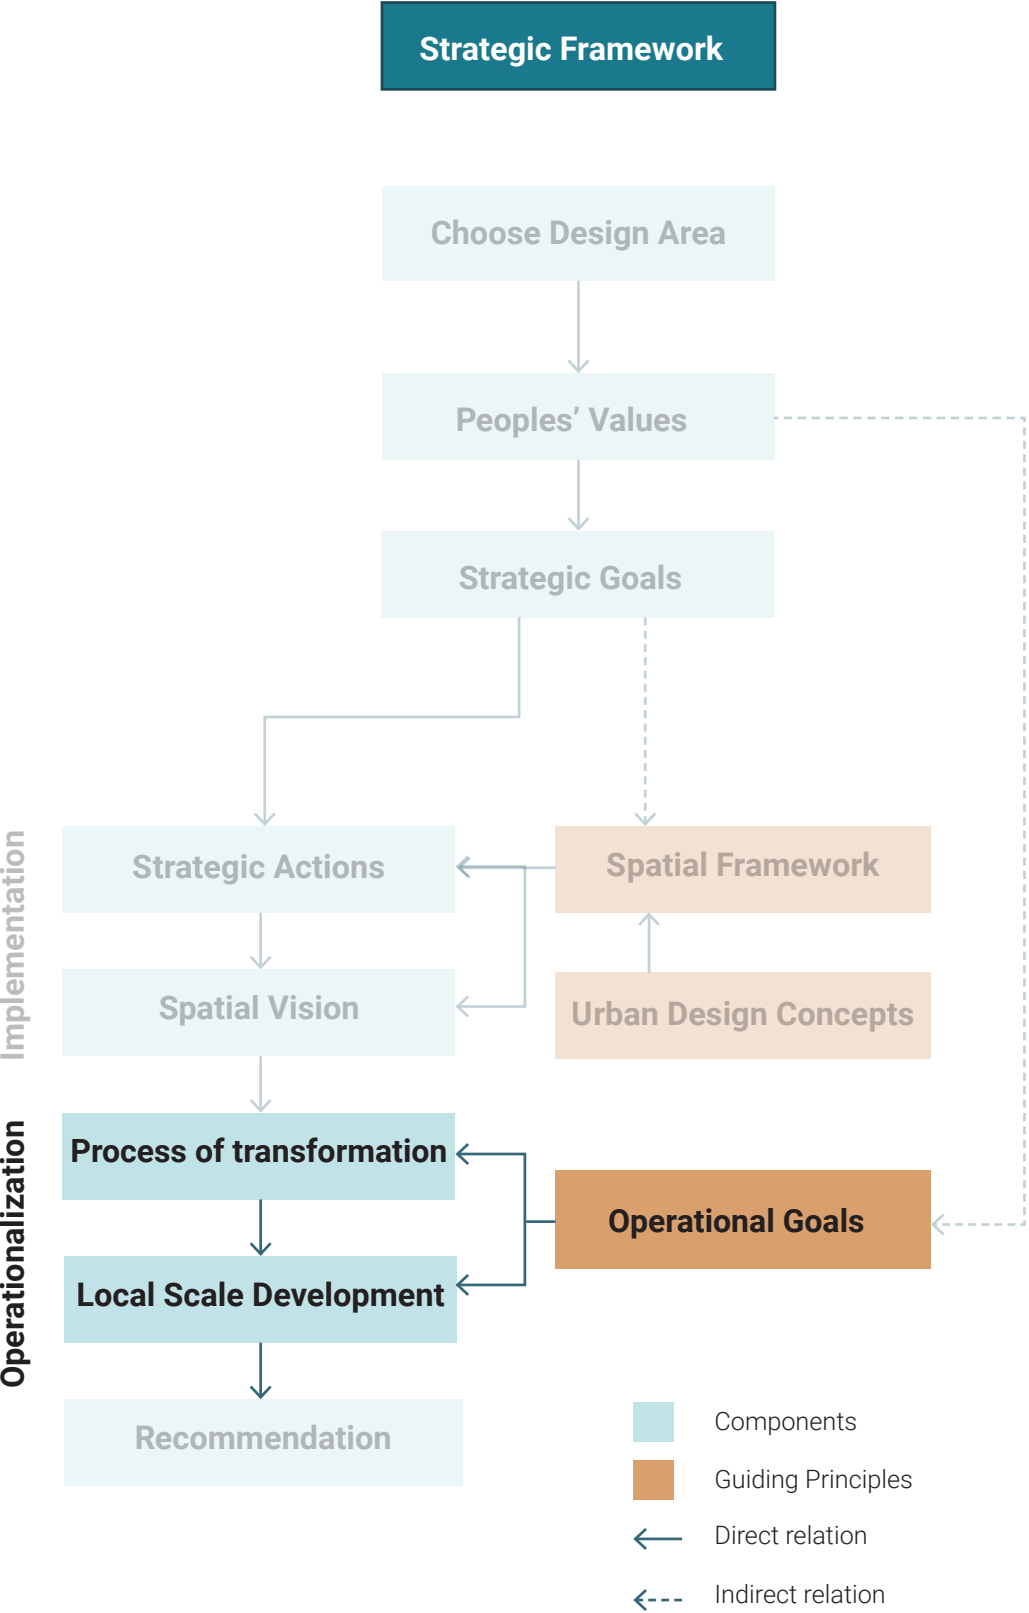 Strategic Framework
Choose Design Area
Peoples’ Values
Strategic Goals
Implementation
Strategic Actions
Spatial Framework
Spatial Vision
Urban Design Concepts
Operationalization
Process of transformation
Operational Goals
Local Scale Development
Recommendation
Components
Guiding Principles
Direct relation
Indirect relation